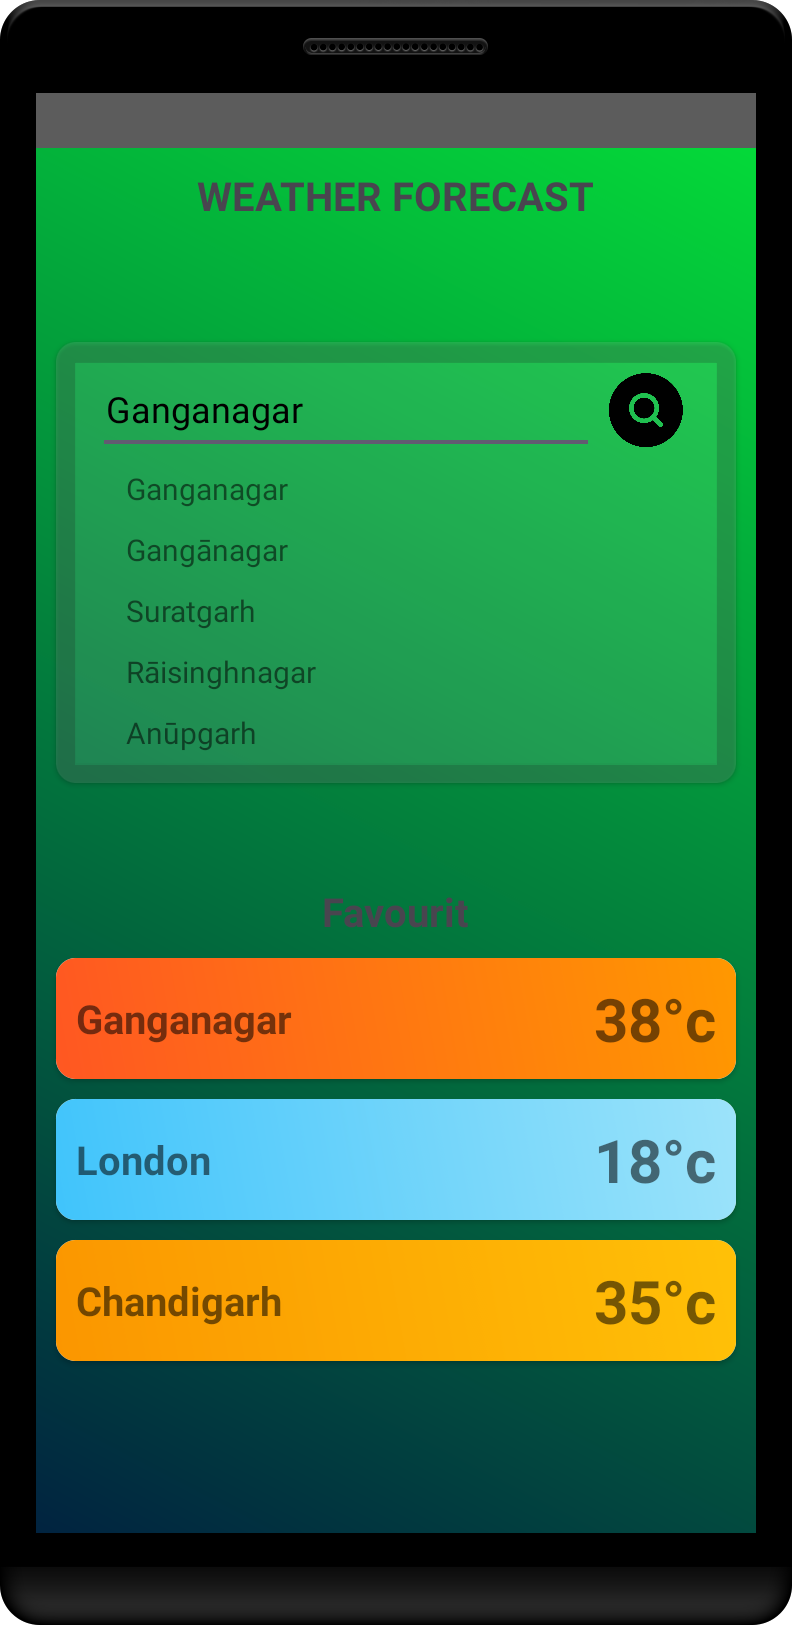 WEATHER FORECAST
Ganganagar
Ganganagar
Gangānagar
Suratgarh
Rāisinghnagar
Anūpgarh
Favourit
Ganganagar 38°c
London 18°c
Chandigarh 35°c